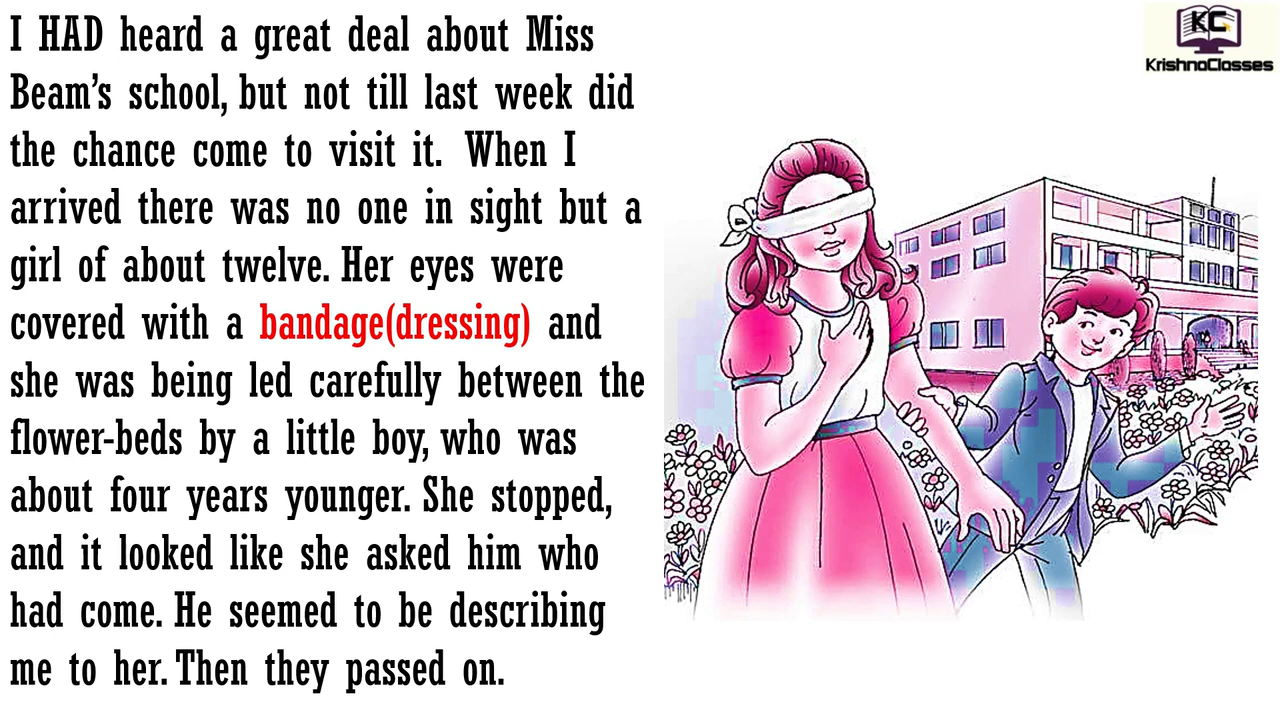 I HAD heard a great deal about Miss
Beam's school, but not till last week did
the chance come to visit it. When I
arrived there was no one in sight but a
girl of about twelve. Her eyes were
covered with a bandage(dressing) and
she was being led carefully between the
flower-beds by a little boy, who was
about four years younger. She stopped,
and it looked like she asked him who
had come. He seemed to be describing
me to her. Then they passed on.
KC
KrishnaClasses